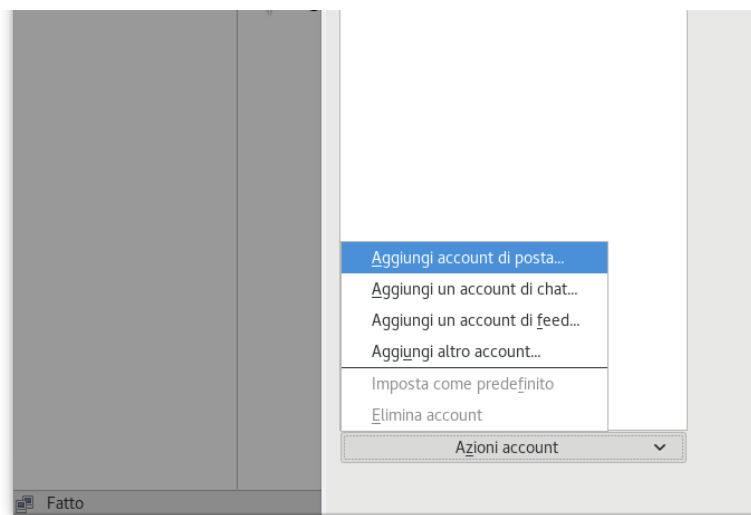 Aggiungi account di posta...
Aggiungi un account di chat...
Aggiungi un account di feed...
Aggiungi altro account...
Imposta come predefinito
Elimina account
Azioni account
Fatto